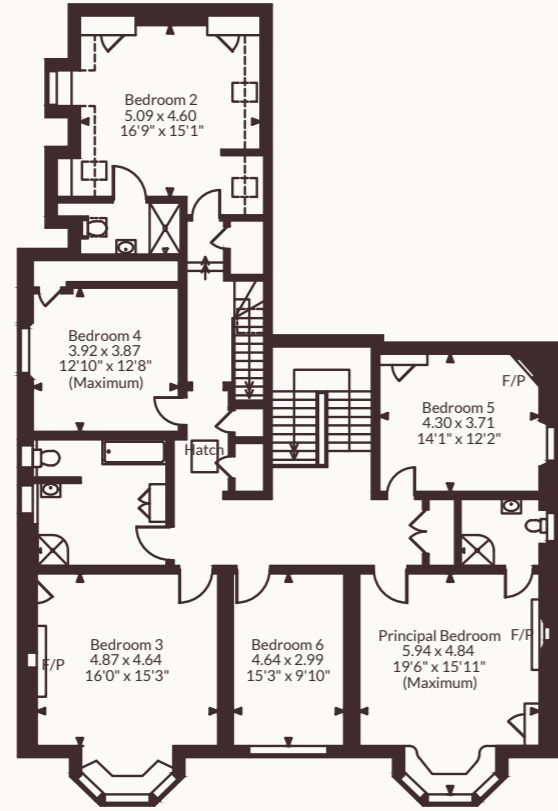 Bedroom 2
5.09 x 4.60
16'9" x 15'1"
Bedroom 4
3.92 x 3.87
12'10" x 12'8"
(Maximum)
F/P
Bedroom 5
4.30 x 3.71
14'1" x 12'2"
Hatch
Bedroom 3
4.87 x 4.64
16'0" x 15'3"
F/P
Bedroom 6
4.64 x 2.99
15'3" x 9'10"
Principal Bedroom
5.94 x 4.84
19'6" x 15'11"
(Maximum)
F/P